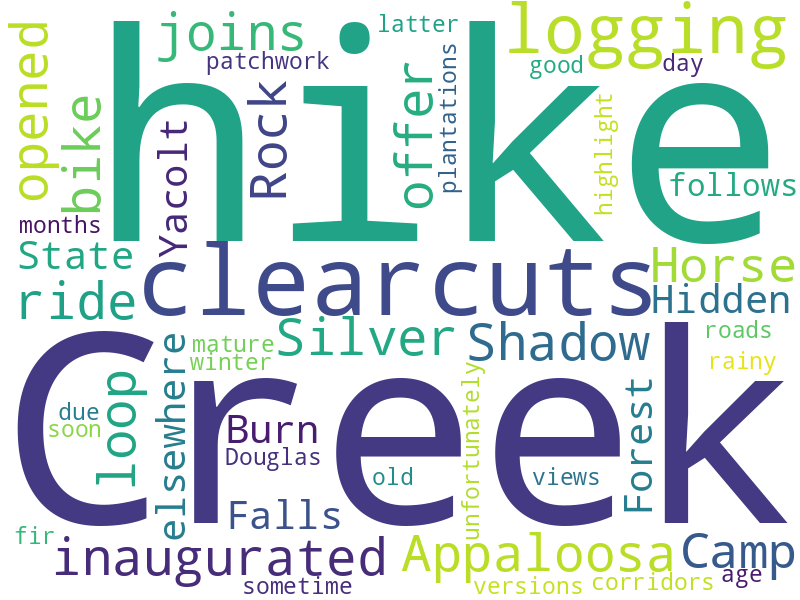 hike
Creek
clearcuts
logging
joins
latter
patchwork
opened
bike
Yacolt
Rock
offer
plantations
good
day
highlight
follows
months
State
ride
Horse
Hidden
Silver
Shadow
mature
winter
roads
rainy
loop
elsewhere
due
soon
Burn
Douglas
old
unfortunately
views
Forest
Falls
fir
inaugurated
sometime
Appaloosa
Camp
versions
corridors
age